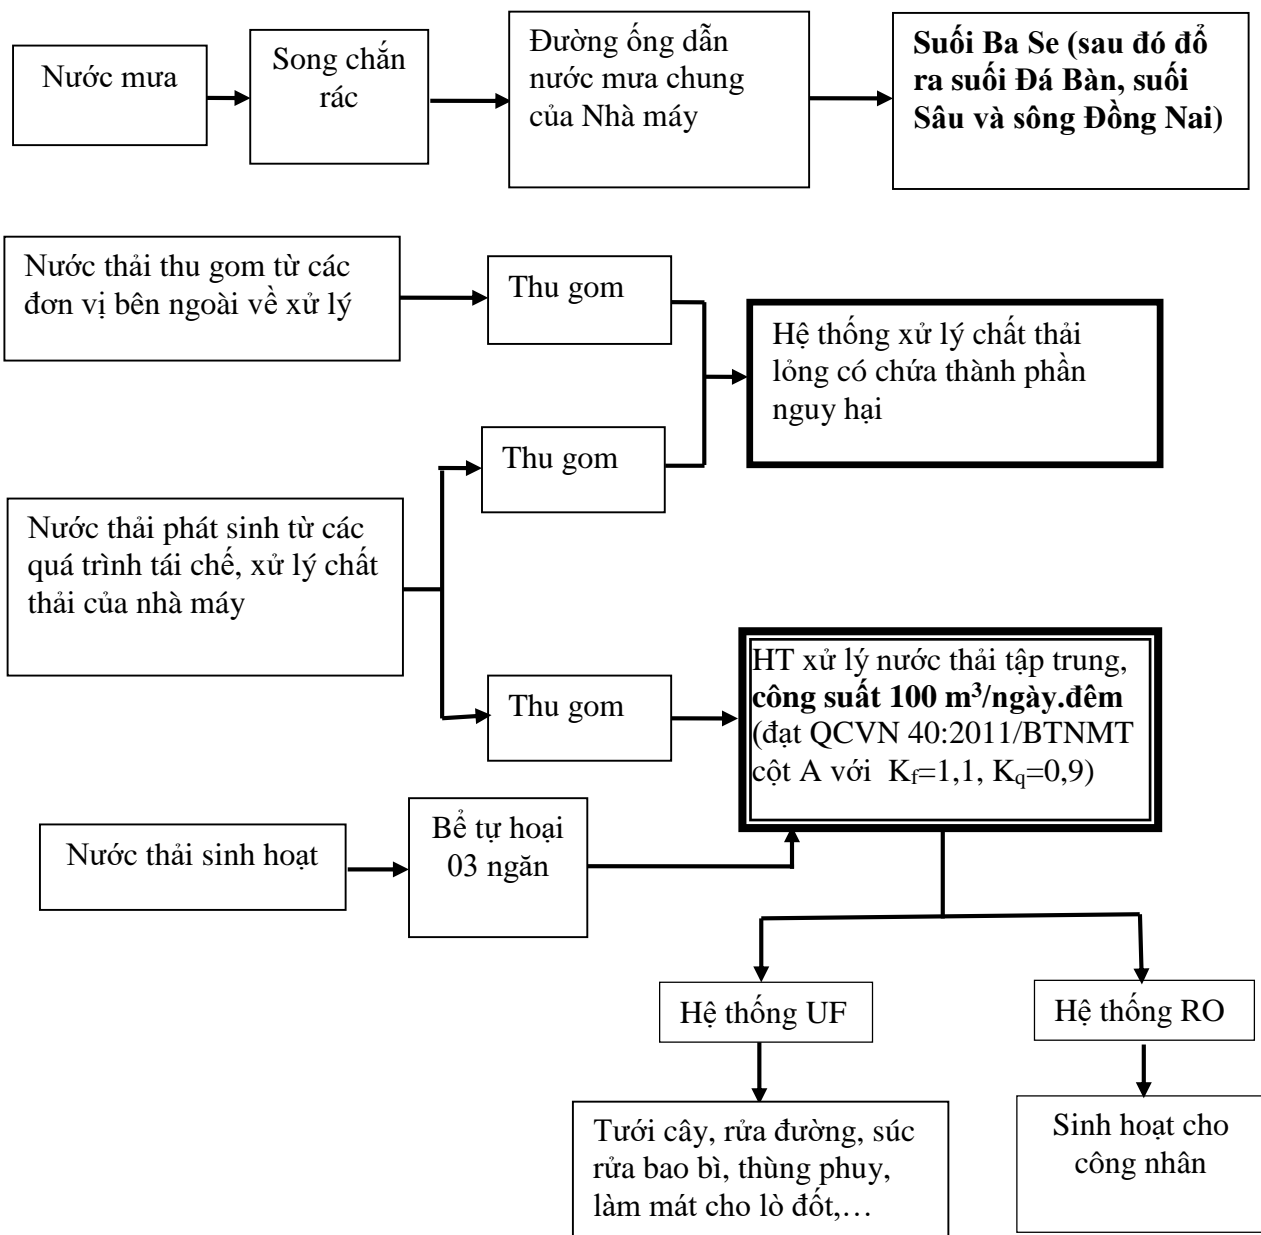 Nước mưa
Song chắn
rác
Đường ống dẫn
nước mưa chung
của Nhà máy
Suối Ba Se (sau đó đổ
ra suối Đá Bàn, suối
Sâu và sông Đồng Nai)
Nước thải thu gom từ các
đơn vị bên ngoài về xử lý
Thu gom
Hệ thống xử lý chất thải
lỏng có chứa thành phần
nguy hại
Thu gom
Nước thải phát sinh từ các
quá trình tái chế, xử lý chất
thải của nhà máy
Thu gom
HT xử lý nước thải tập trung,
công suất 100 m³/ngày.đêm
(đạt QCVN 40:2011/BTNMT
cột A với K_f=1,1, K_q=0,9)
Nước thải sinh hoạt
Bể tự hoại
03 ngăn
Hệ thống UF
Hệ thống RO
Tưới cây, rửa đường, súc
rửa bao bì, thùng phuy,
làm mát cho lò đốt,…
Sinh hoạt cho
công nhân